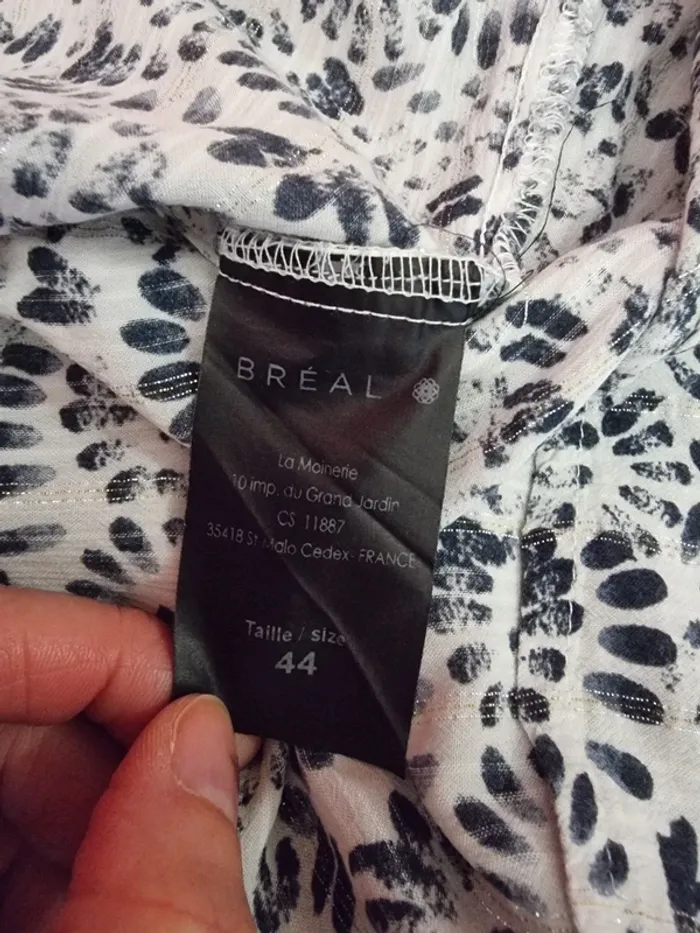 BRÉAL
La Moinerie
10 imp. du Grand Jardin
CS 11887
35418 St Malo Cedex- FRANCE
Taille / size
44